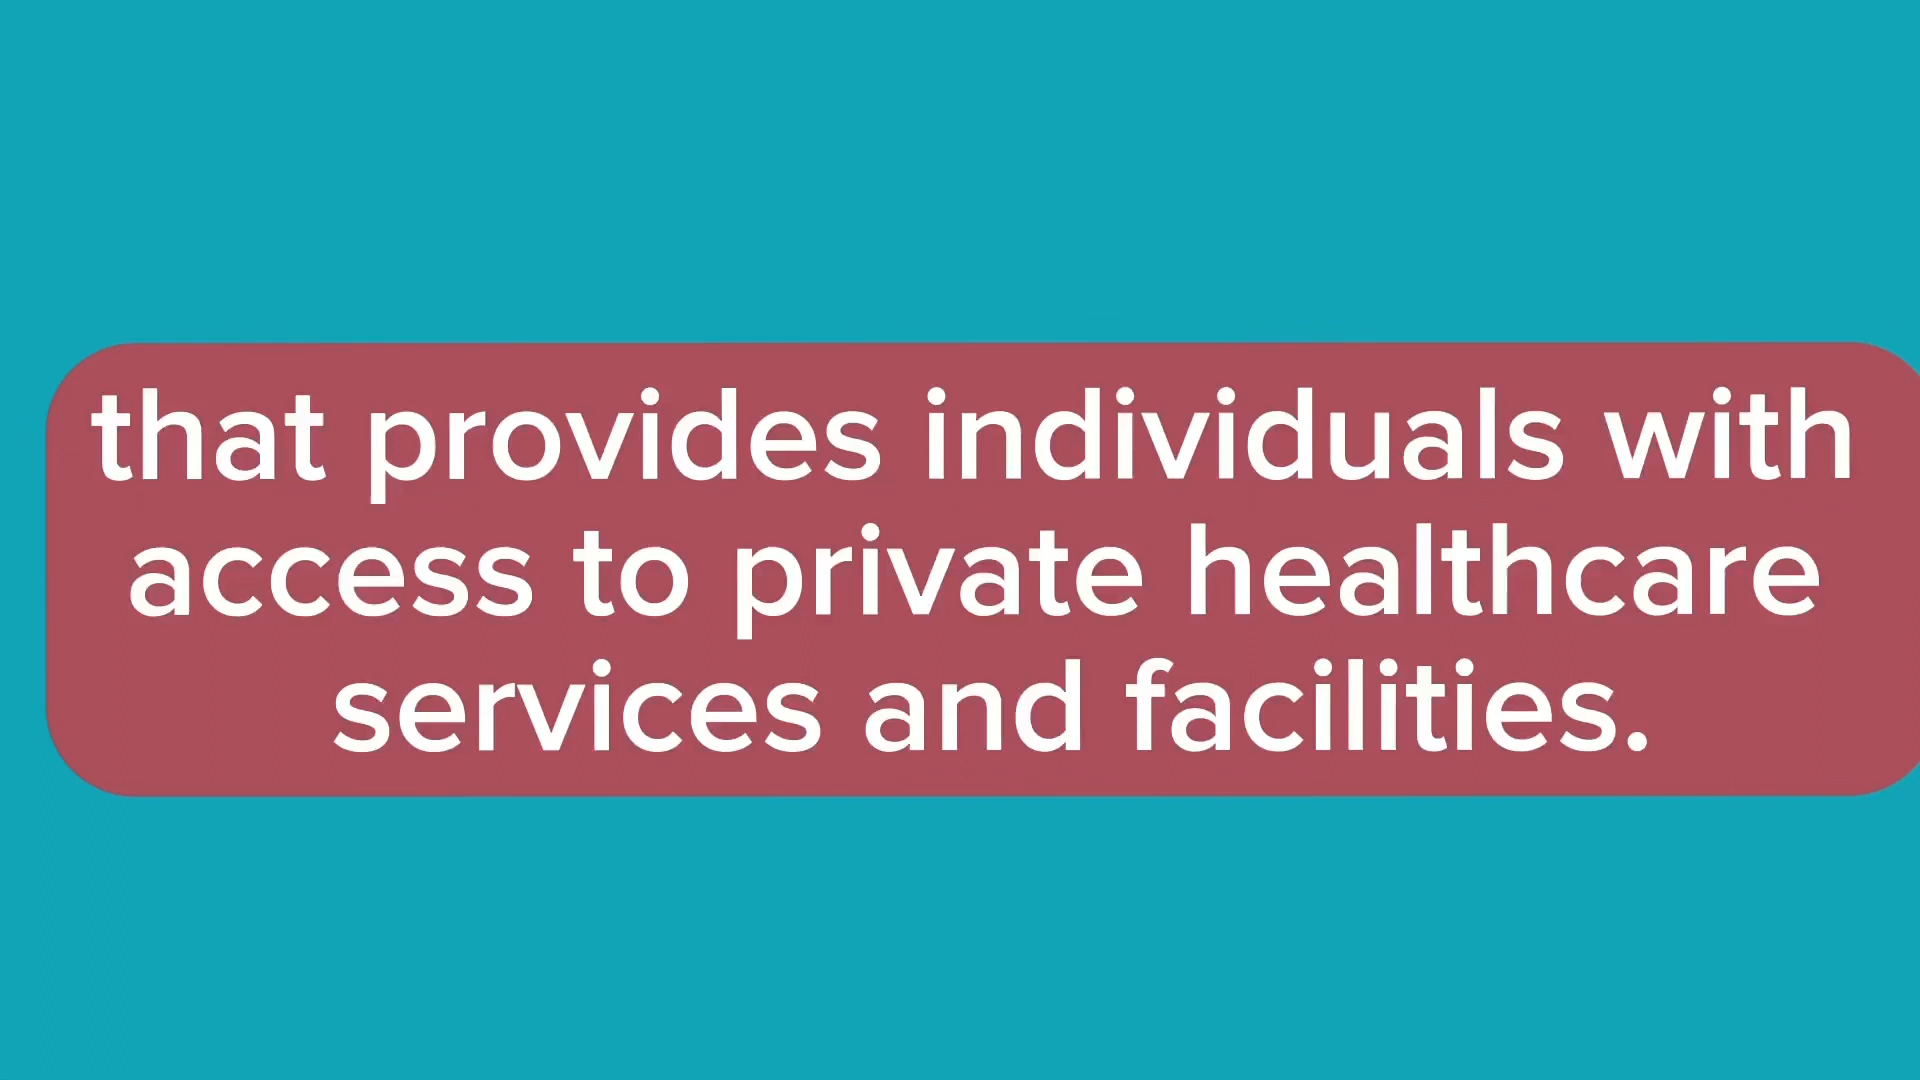 that provides individuals with
access to private healthcare
services and facilities.